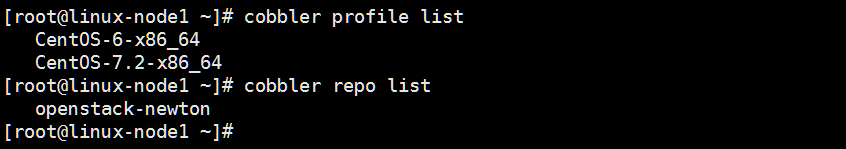 [root@linux-node1 ~]# cobbler profile list
   CentOS-6-x86_64
   CentOS-7.2-x86_64
[root@linux-node1 ~]# cobbler repo list
   openstack-newton
[root@linux-node1 ~]#